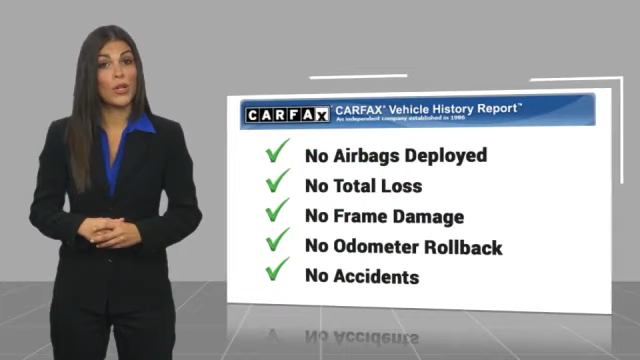 CARFAX CARFAX® Vehicle History Report™
An independent company established in 1986
No Airbags Deployed
No Total Loss
No Frame Damage
No Odometer Rollback
No Accidents
No Accidents